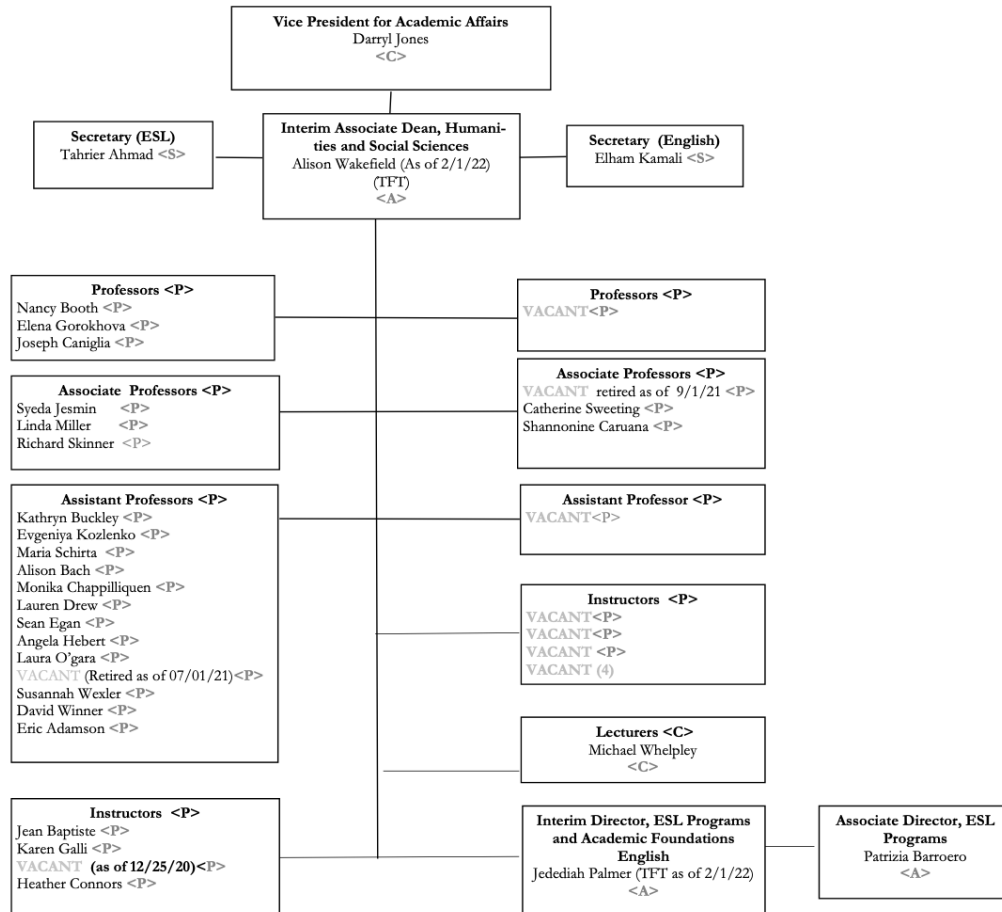 Vice President for Academic Affairs
Darryl Jones
<C>
Secretary (ESL)
Tahrier Ahmad <S>
Interim Associate Dean, Humani-
ties and Social Sciences
Alison Wakefield (As of 2/1/22)
(TFT)
<A>
Secretary (English)
Elham Kamali <S>
Professors <P>
Nancy Booth <P>
Elena Gorokhova <P>
Joseph Caniglia <P>
Professors <P>
VACANT<P>
Associate Professors <P>
Syeda Jesmin <P>
Linda Miller <P>
Richard Skinner <P>
Associate Professors <P>
VACANT retired as of 9/1/21 <P>
Catherine Sweeting <P>
Shannonine Caruana <P>
Assistant Professors <P>
Kathryn Buckley <P>
Evgeniya Kozlenko <P>
Maria Schirta <P>
Alison Bach <P>
Monika Chappilliquen <P>
Lauren Drew <P>
Sean Egan <P>
Angela Hebert <P>
Laura O'gara <P>
VACANT (Retired as of 07/01/21)<P>
Susannah Wexler <P>
David Winner <P>
Eric Adamson <P>
Assistant Professor <P>
VACANT<P>
Instructors <P>
VACANT<P>
VACANT<P>
VACANT <P>
VACANT (4)
Lecturers <C>
Michael Whelpley
<C>
Instructors <P>
Jean Baptiste <P>
Karen Galli <P>
VACANT (as of 12/25/20)<P>
Heather Connors <P>
Interim Director, ESL Programs
and Academic Foundations
English
Jedediah Palmer (TFT as of 2/1/22)
<A>
Associate Director, ESL
Programs
Patrizia Barroero
<A>